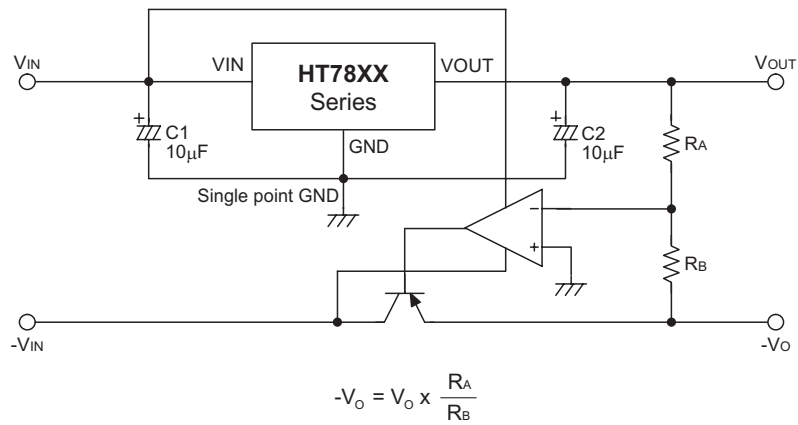 VIN
VIN
HT78XX
Series
VOUT
VOUT
+
C1
10μF
GND
+
C2
10μF
RA
Single point GND
−
+
RB
-VIN
-VO
-VO = VO x RA
RB